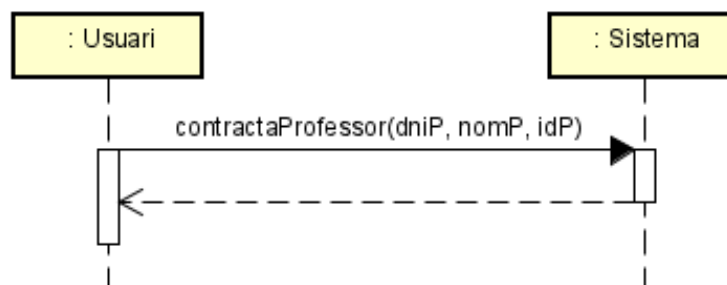 : Usuari
: Sistema
contractaProfessor(dniP, nomP, idP)